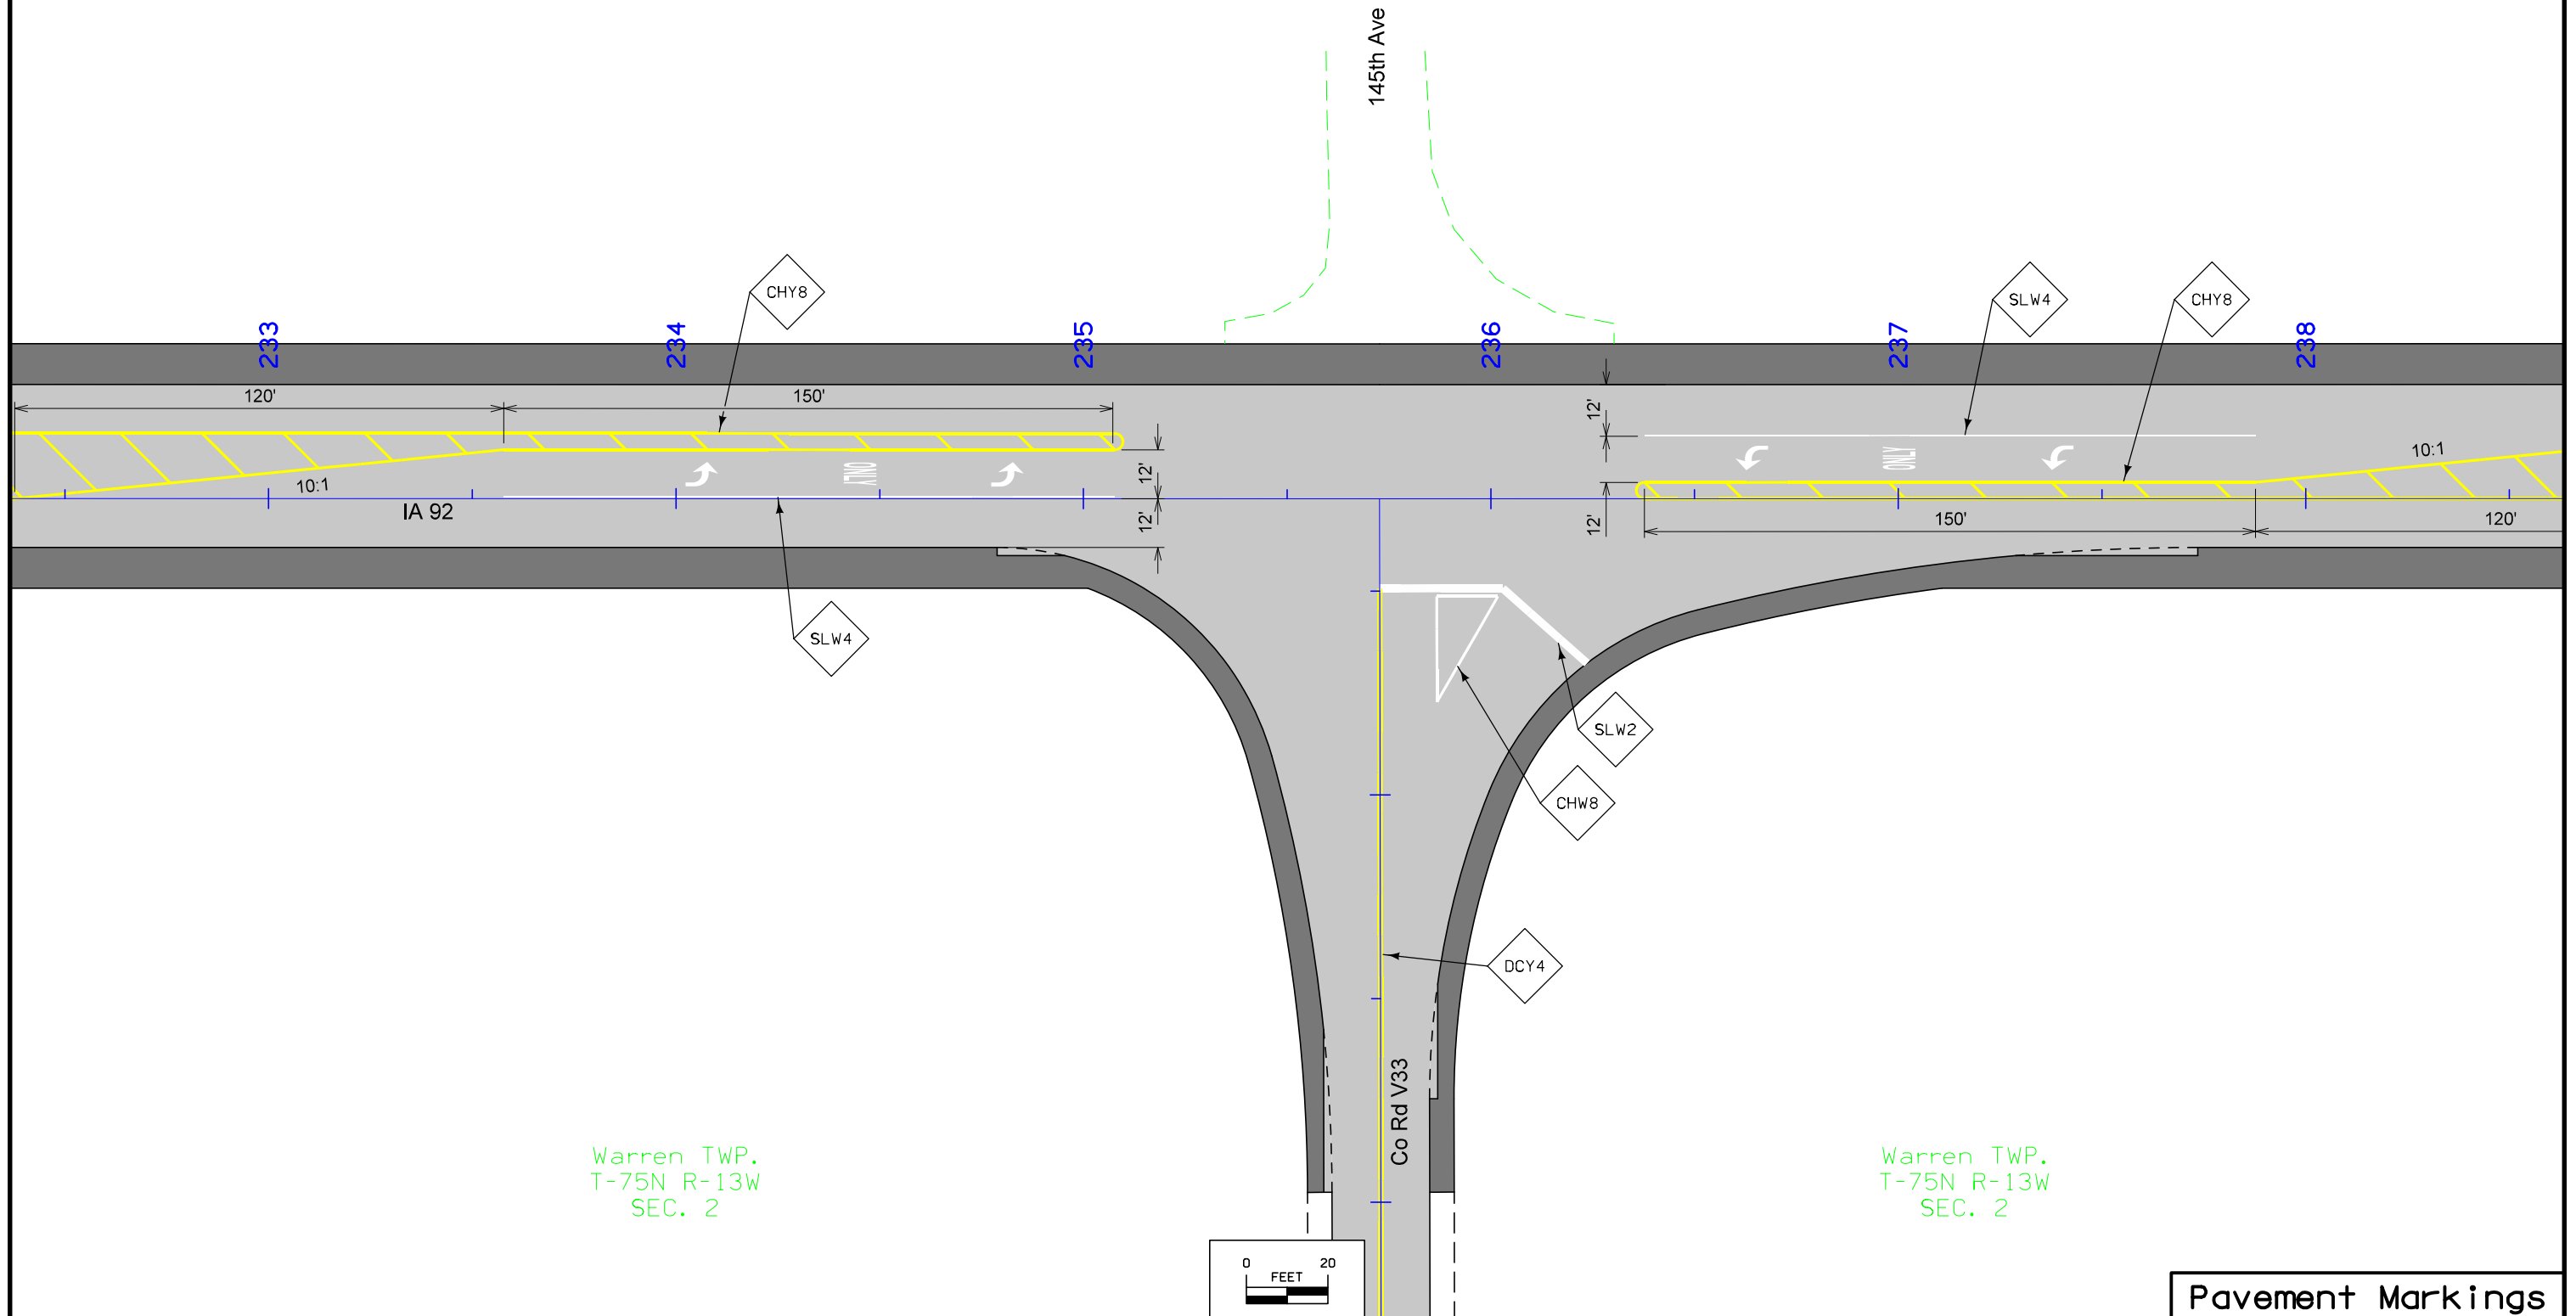 145th Ave
CHY8
SLW4
CHY8
233
234
235
236
237
238
120'
150'
12'
ONLY
ONLY
10:1
10:1
12'
IA 92
12'
12'
150'
120'
SLW4
SLW2
CHW8
DCY4
Co Rd V33
Warren TWP.
T-75N R-13W
SEC. 2
Warren TWP.
T-75N R-13W
SEC. 2
0 20
FEET
Pavement Markings